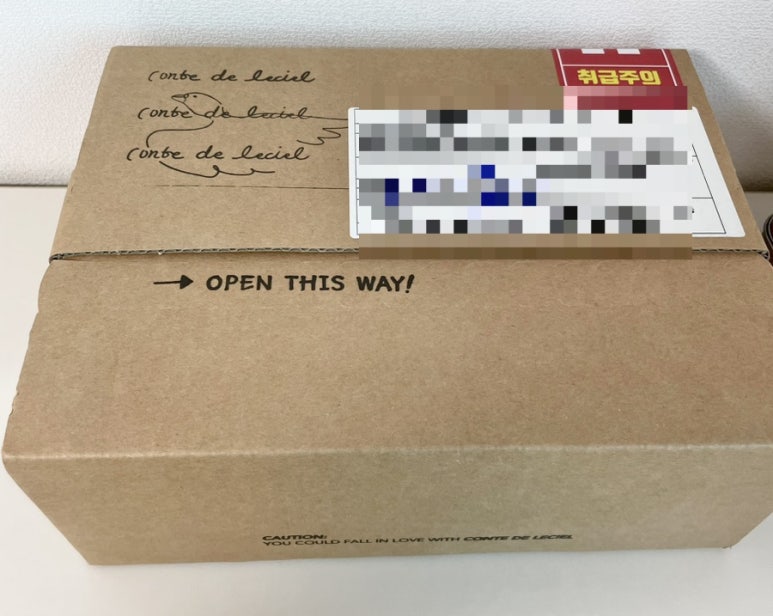 Conte de leciel
취급주의
Conte de leciel
Conte de leciel
→ OPEN THIS WAY!
CAUTION:
YOU COULD FALL IN LOVE WITH CONTE DE LECIEL